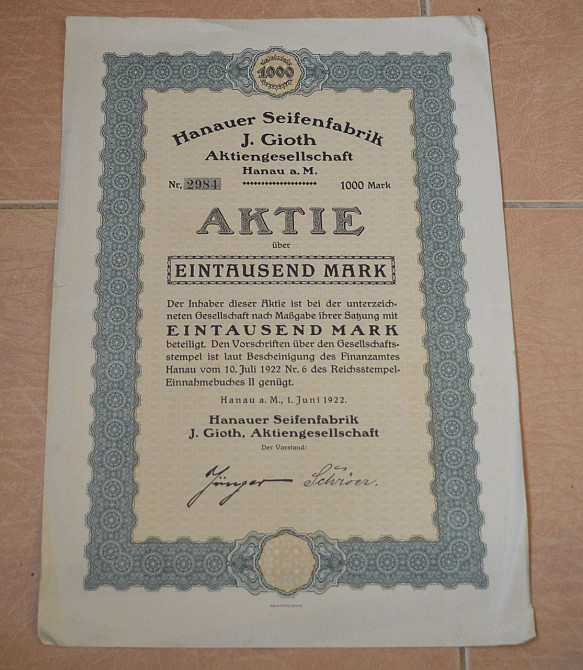 1000
Hanauer Seifenfabrik
J. Gioth
Aktiengesellschaft
Hanau a. M.
Nr. 2984 1000 Mark
AKTIE
über
EINTAUSEND MARK
Der Inhaber dieser Aktie ist bei der unterzeich-
neten Gesellschaft nach Maßgabe ihrer Satzung mit
EINTAUSEND MARK
beteiligt. Den Vorschriften über den Gesellschafts-
stempel ist laut Bescheinigung des Finanzamtes
Hanau vom 10. Juli 1922 Nr. 6 des Reichsstempel-
Einnahmebuches II genügt.
Hanau a. M., 1. Juni 1922.
Hanauer Seifenfabrik
J. Gioth, Aktiengesellschaft
Der Vorstand:
Jünger Schröer.